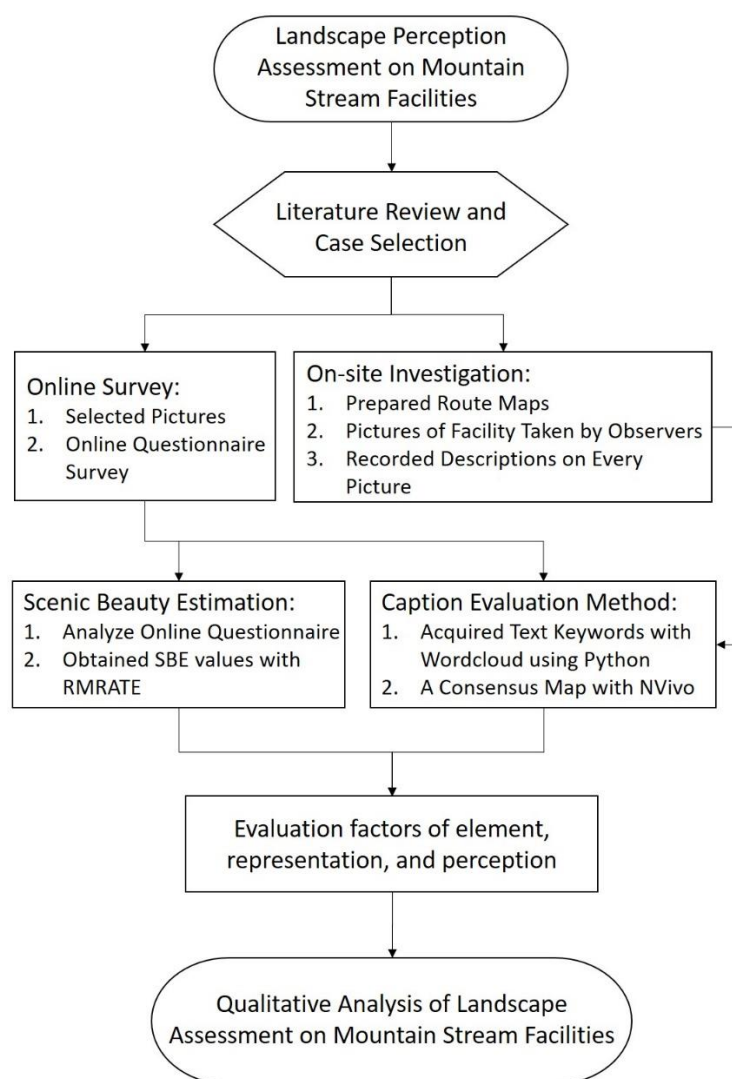 Landscape Perception
Assessment on Mountain
Stream Facilities
Literature Review and
Case Selection
Online Survey:
1. Selected Pictures
2. Online Questionnaire
Survey
On-site Investigation:
1. Prepared Route Maps
2. Pictures of Facility Taken by Observers
3. Recorded Descriptions on Every
Picture
Scenic Beauty Estimation:
1. Analyze Online Questionnaire
2. Obtained SBE values with
RMRATE
Caption Evaluation Method:
1. Acquired Text Keywords with
Wordcloud using Python
2. A Consensus Map with NVivo
Evaluation factors of element,
representation, and perception
Qualitative Analysis of Landscape
Assessment on Mountain Stream Facilities